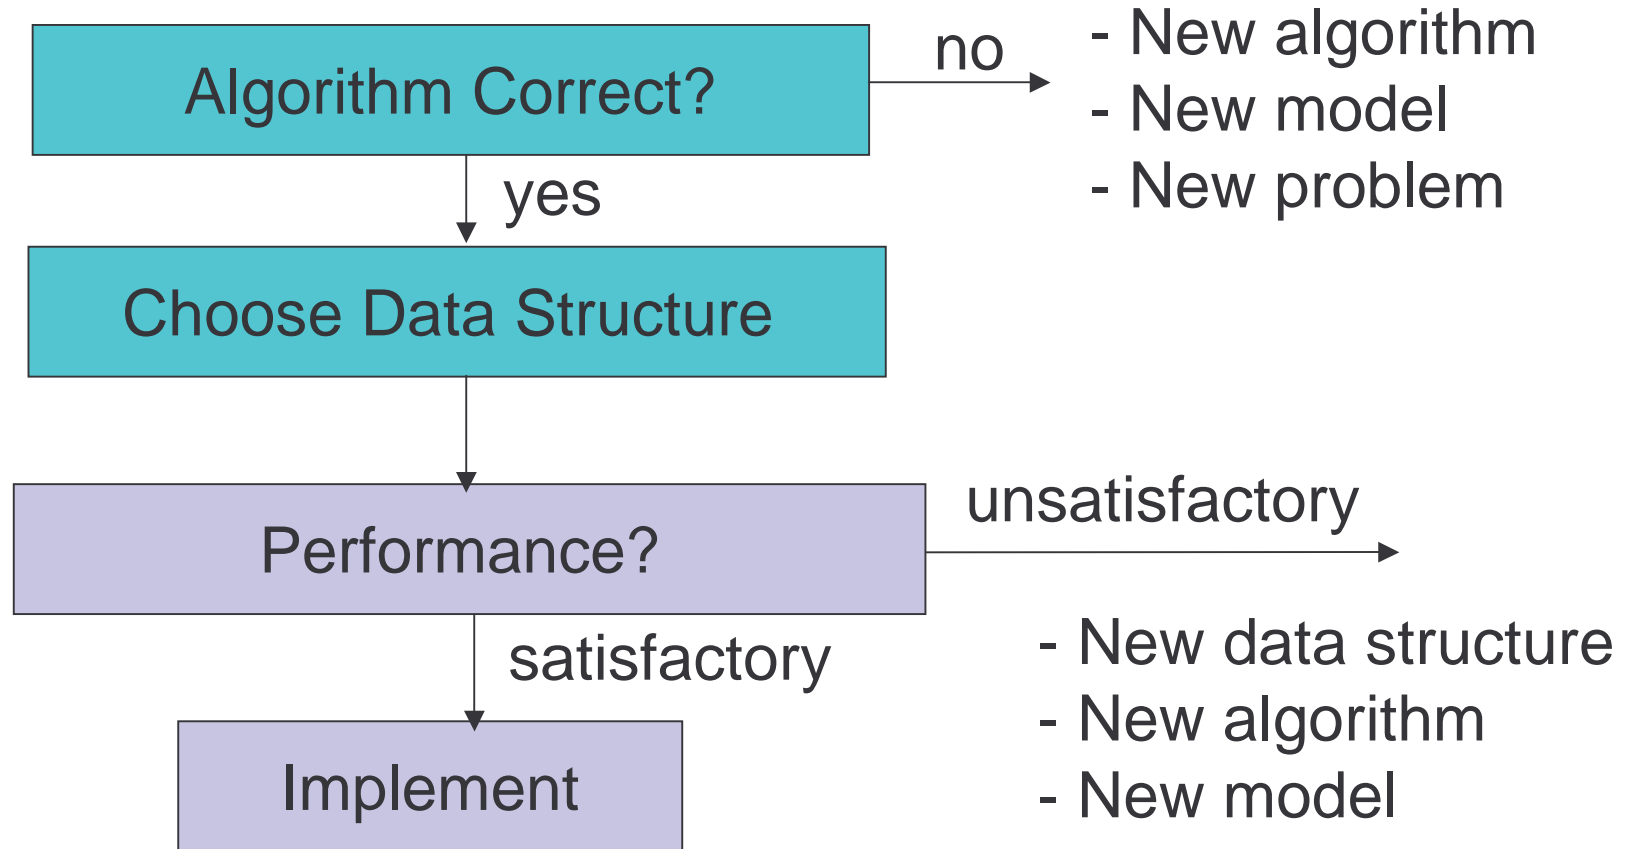 Algorithm Correct?
no
- New algorithm
- New model
- New problem
yes
Choose Data Structure
Performance?
unsatisfactory
satisfactory
- New data structure
- New algorithm
- New model
Implement